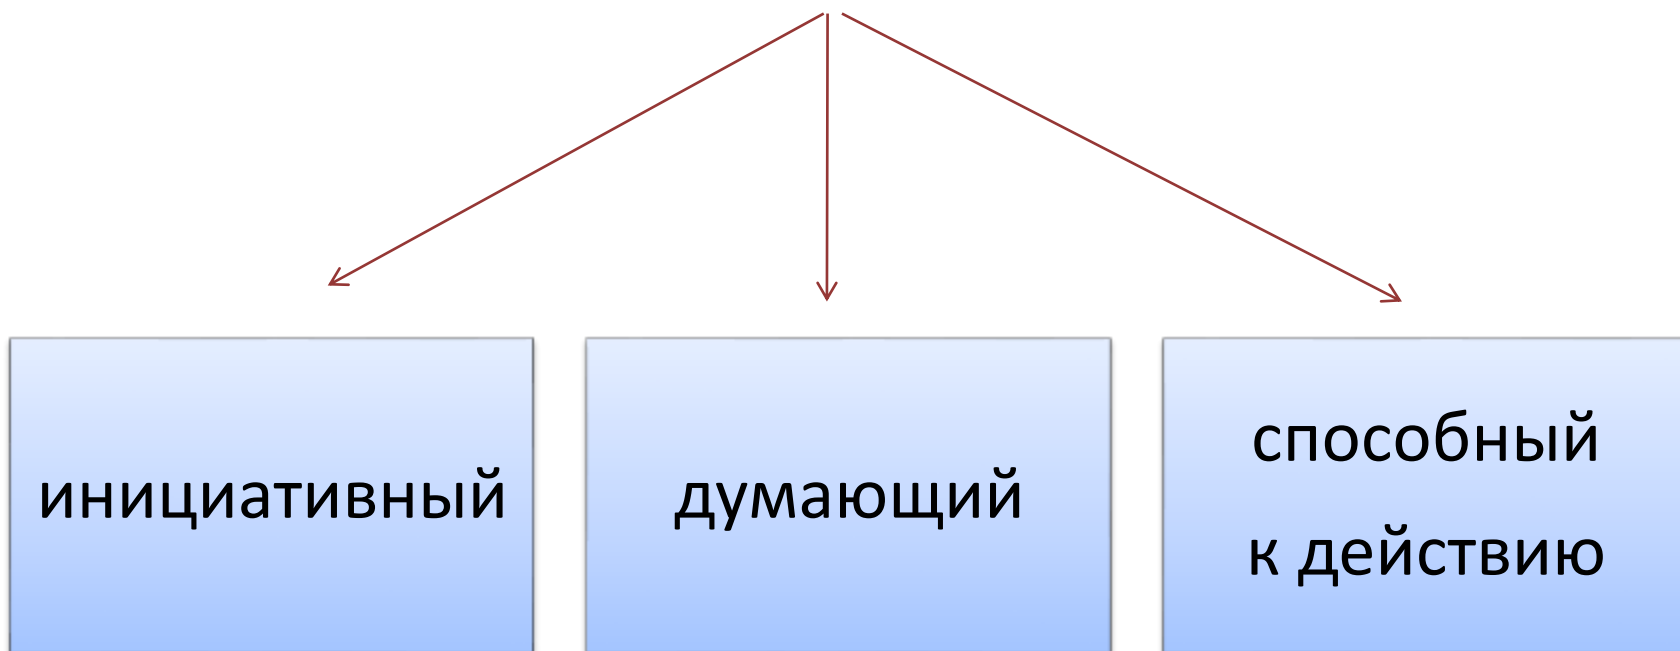 инициативный
думающий
способный
к действию